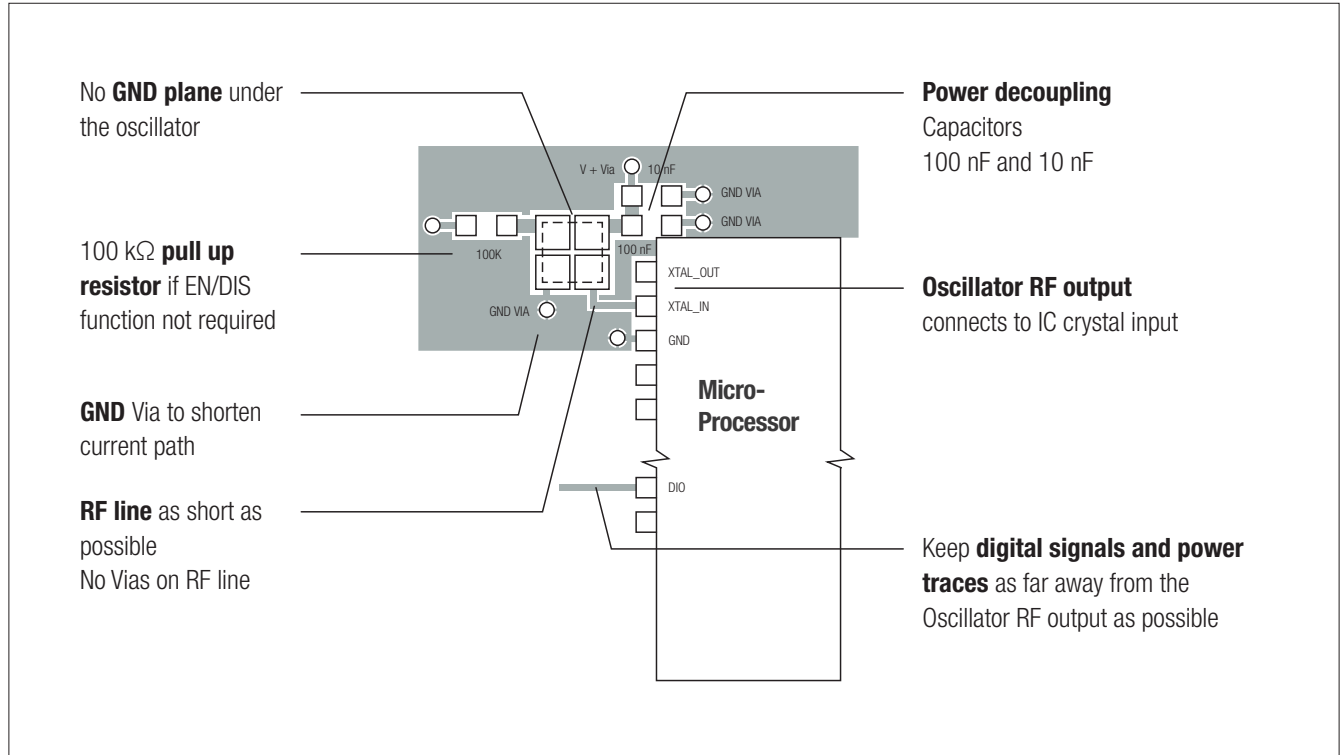 No GND plane under
the oscillator
100 kΩ pull up
resistor if EN/DIS
function not required
GND Via to shorten
current path
RF line as short as
possible
No Vias on RF line
V + Via
10 nF
GND VIA
GND VIA
100K
100 nF
GND VIA
XTAL_OUT
XTAL_IN
GND
Micro-
Processor
DIO
Power decoupling
Capacitors
100 nF and 10 nF
Oscillator RF output
connects to IC crystal input
Keep digital signals and power
traces as far away from the
Oscillator RF output as possible